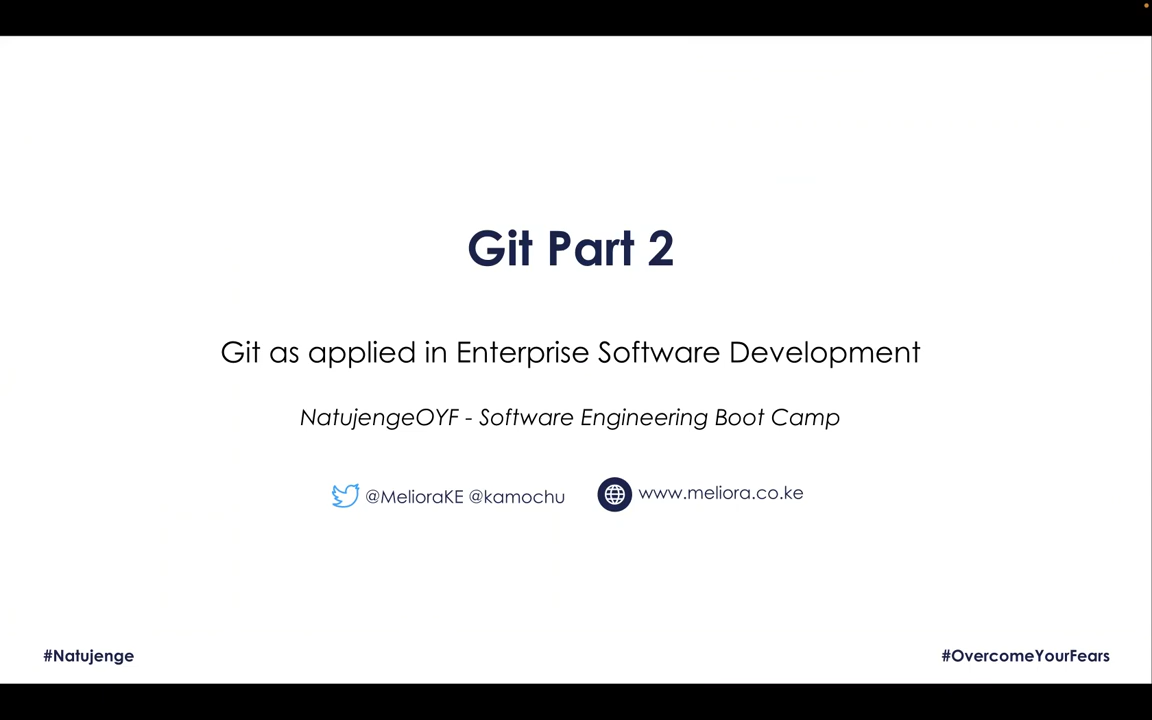 Git Part 2
Git as applied in Enterprise Software Development
NatujengeOYF - Software Engineering Boot Camp
@MelioraKE @kamochu www.meliora.co.ke
#Natujenge #OvercomeYourFears